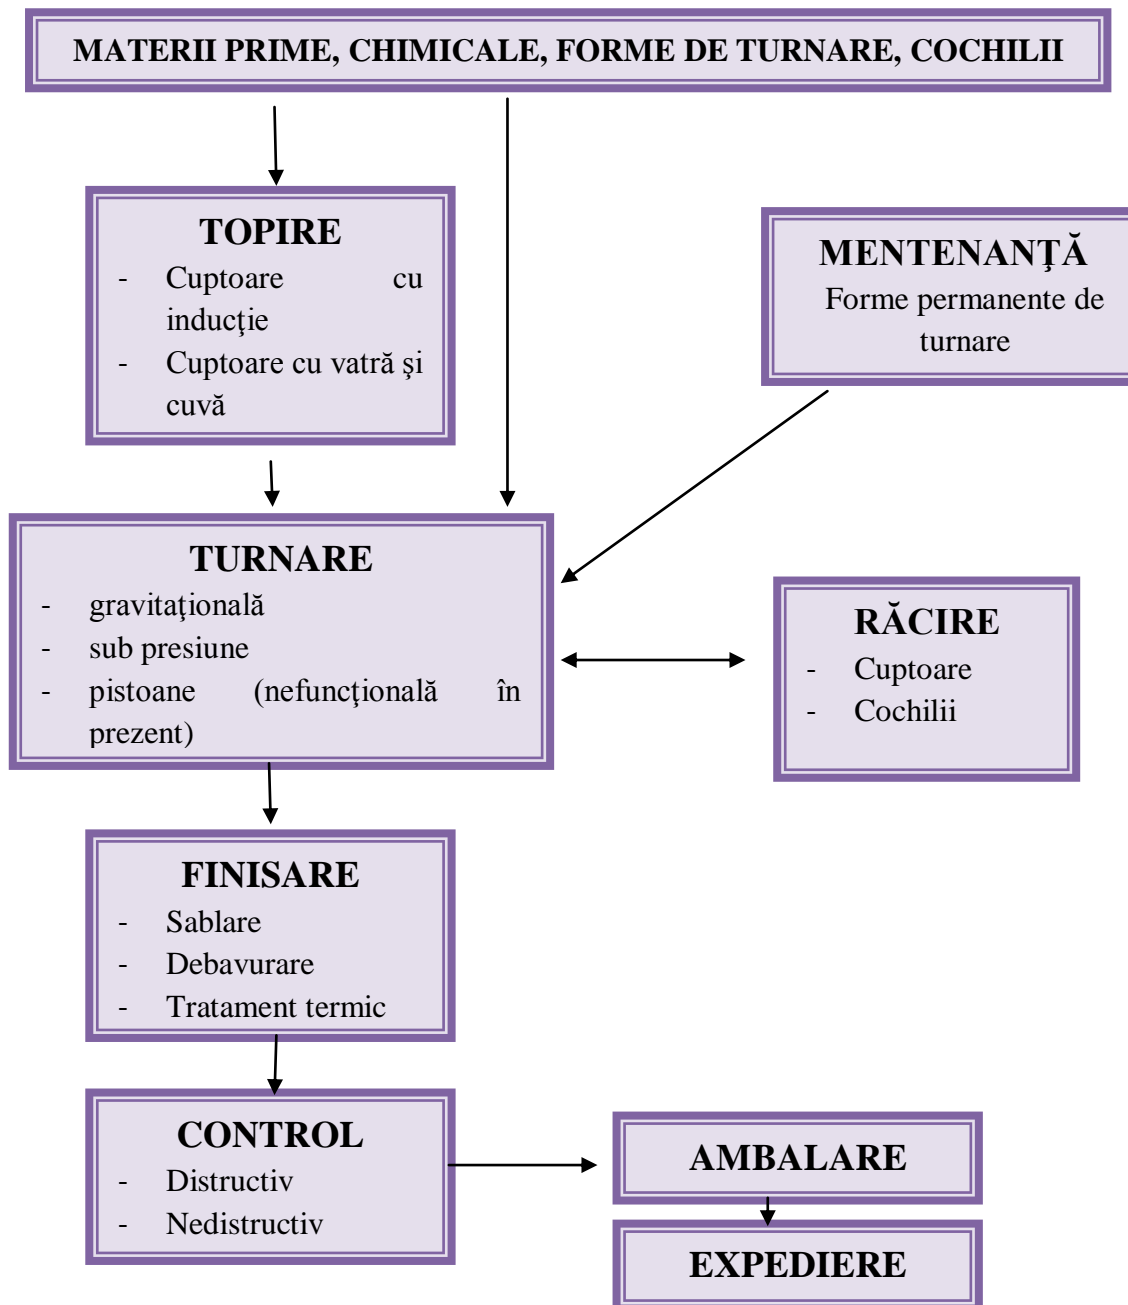 MATERII PRIME, CHIMICALE, FORME DE TURNARE, COCHILII
TOPIRE
- Cuptoare cu
inducţie
- Cuptoare cu vatră şi
cuvă
MENTENANŢĂ
Forme permanente de
turnare
TURNARE
- gravitaţională
- sub presiune
- pistoane (nefuncţională în
prezent)
RĂCIRE
- Cuptoare
- Cochilii
FINISARE
- Sablare
- Debavurare
- Tratament termic
CONTROL
- Distructiv
- Nedistructiv
AMBALARE
EXPEDIERE